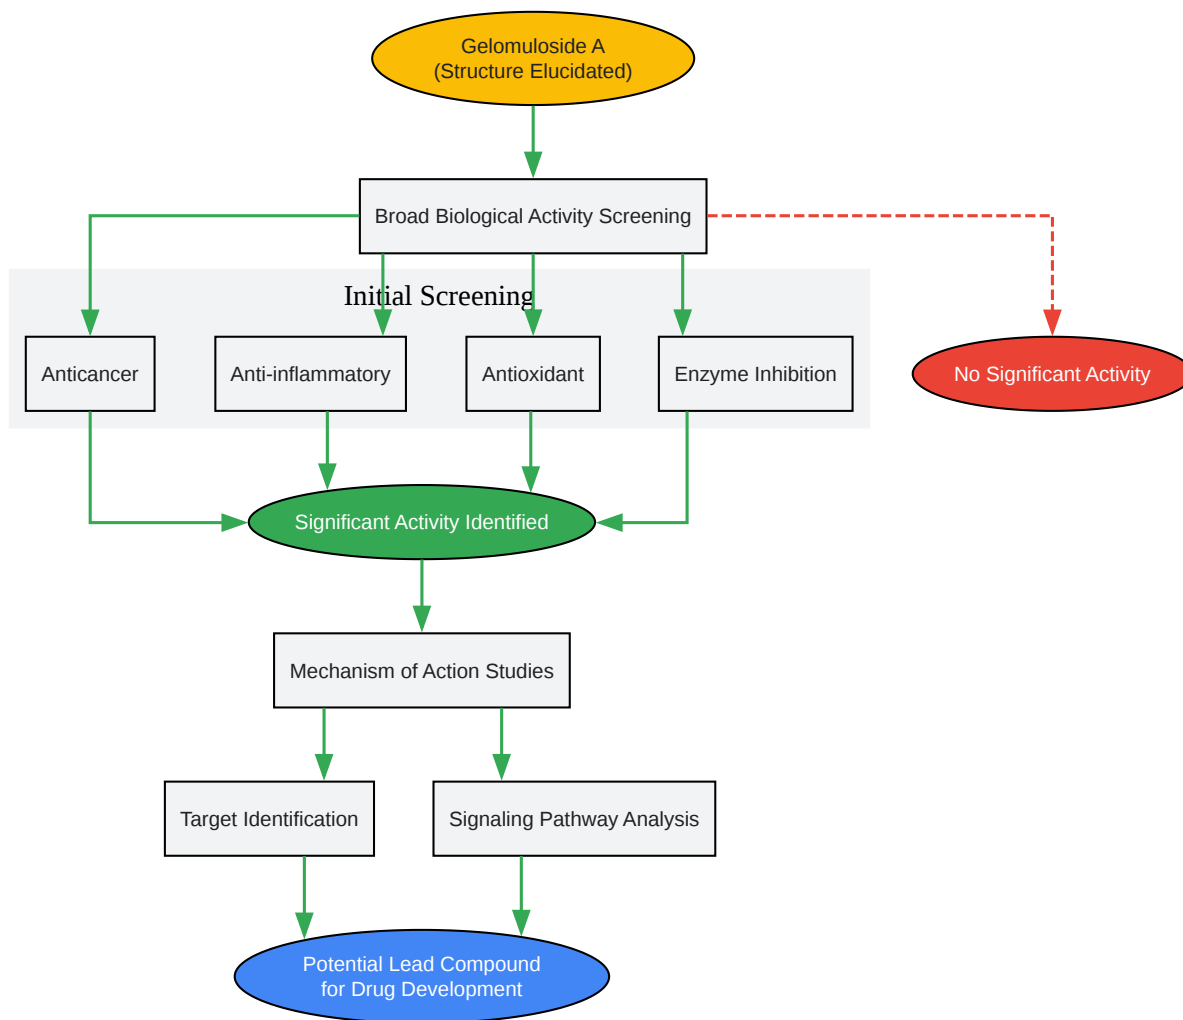 Gelomuloside A
(Structure Elucidated)
Broad Biological Activity Screening
Initial Screening
Anticancer
Anti-inflammatory
Antioxidant
Enzyme Inhibition
No Significant Activity
Significant Activity Identified
Mechanism of Action Studies
Target Identification
Signaling Pathway Analysis
Potential Lead Compound
for Drug Development